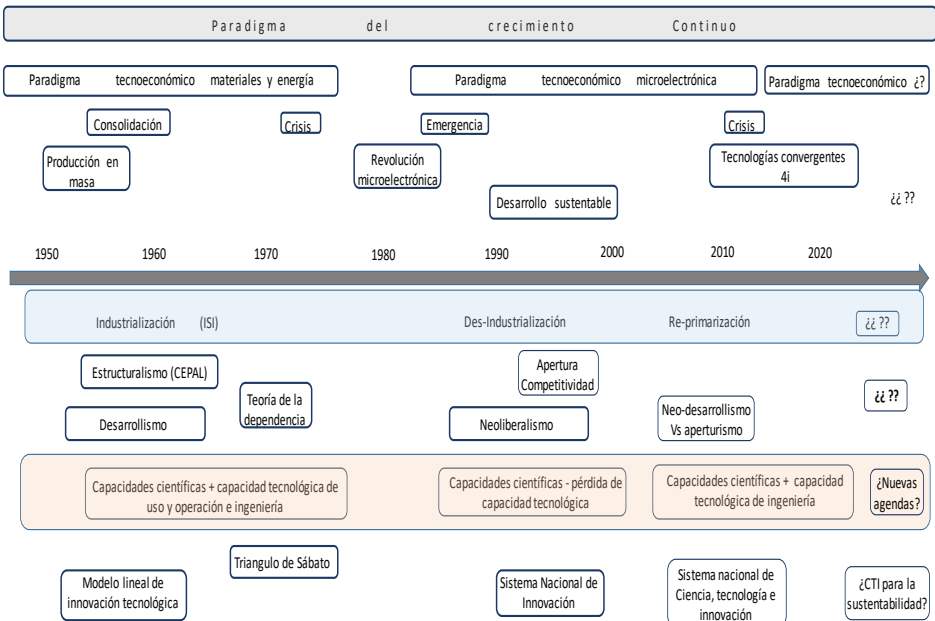 Paradigma del crecimiento Continuo
Paradigma tecnoeconómico materiales y energía
Paradigma tecnoeconómico microelectrónica
Paradigma tecnoeconómico ¿?
Consolidación
Crisis
Emergencia
Crisis
Producción en
masa
Revolución
microelectrónica
Tecnologías convergentes
4i
Desarrollo sustentable
¿¿ ??
1950 1960 1970 1980 1990 2000 2010 2020
Industrialización (ISI)
Des-Industrialización
Re-primarización
¿¿ ??
Estructuralismo (CEPAL)
Teoría de la
dependencia
Apertura
Competitividad
¿¿ ??
Desarrollismo
Neoliberalismo
Neo-desarrollismo
Vs aperturismo
Capacidades científicas + capacidad tecnológica de
uso y operación e ingeniería
Capacidades científicas - pérdida de
capacidad tecnológica
Capacidades científicas + capacidad
tecnológica de ingeniería
¿Nuevas
agendas?
Triangulo de Sábato
Modelo lineal de
innovación tecnológica
Sistema Nacional de
Innovación
Sistema nacional de
Ciencia, tecnología e
innovación
¿CTI para la
sustentabilidad?